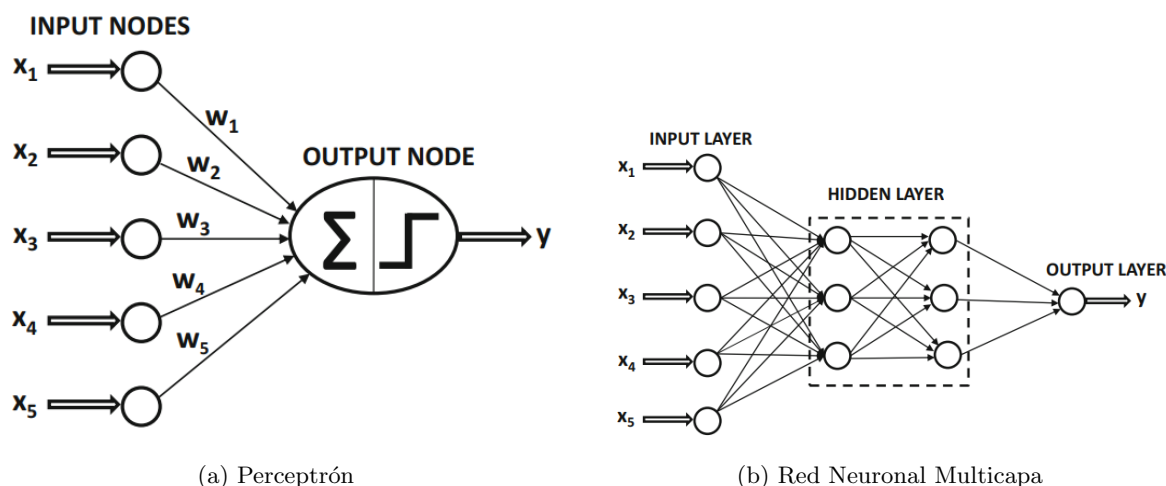 INPUT NODES
x1
x2
x3
x4
x5
w1
w2
w3
w4
w5
OUTPUT NODE
Σ
y
(a) Perceptrón
INPUT LAYER
x1
x2
x3
x4
x5
HIDDEN LAYER
OUTPUT LAYER
y
(b) Red Neuronal Multicapa